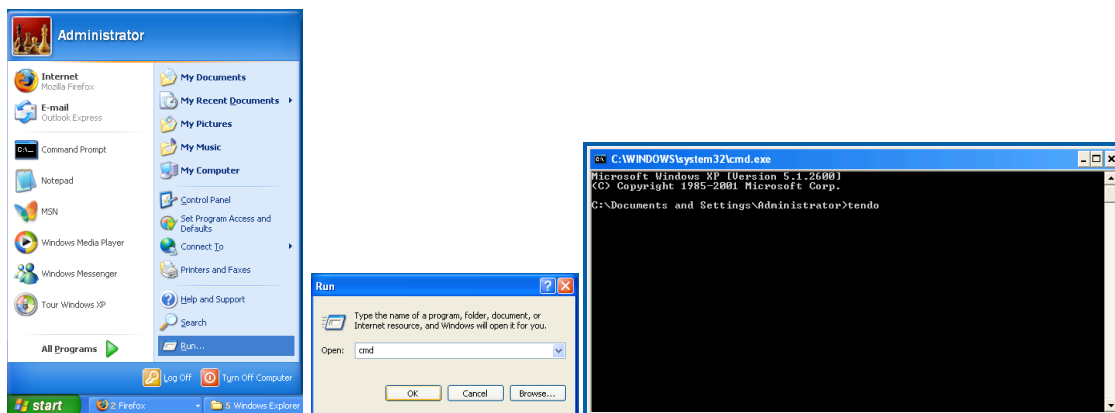 Administrator
Internet
Mozilla Firefox
E-mail
Outlook Express
Command Prompt
Notepad
MSN
Windows Media Player
Windows Messenger
Tour Windows XP
All Programs
My Documents
My Recent Documents
My Pictures
My Music
My Computer
Control Panel
Set Program Access and
Defaults
Connect To
Printers and Faxes
Help and Support
Search
Run...
Log Off
Turn Off Computer
start
2 Firefox
5 Windows Explorer
Run
Type the name of a program, folder, document, or
Internet resource, and Windows will open it for you.
Open:
cmd
OK
Cancel
Browse...
C:\WINDOWS\system32\cmd.exe
Microsoft Windows XP [Version 5.1.2600]
(C) Copyright 1985-2001 Microsoft Corp.
C:\Documents and Settings\Administrator>tendo